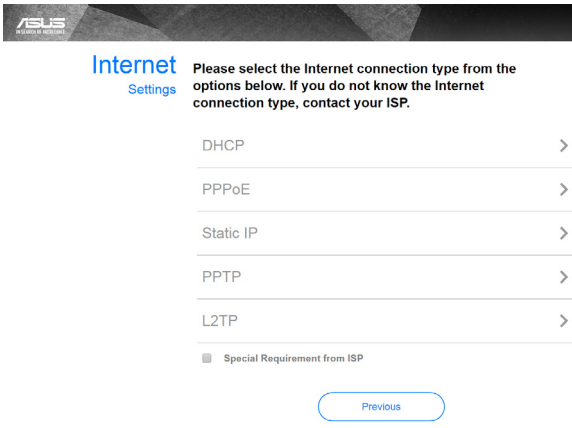 ASUS
IN SEARCH OF INCREDIBLE
Internet
Settings
Please select the Internet connection type from the
options below. If you do not know the Internet
connection type, contact your ISP.
DHCP
PPPoE
Static IP
PPTP
L2TP
Special Requirement from ISP
Previous